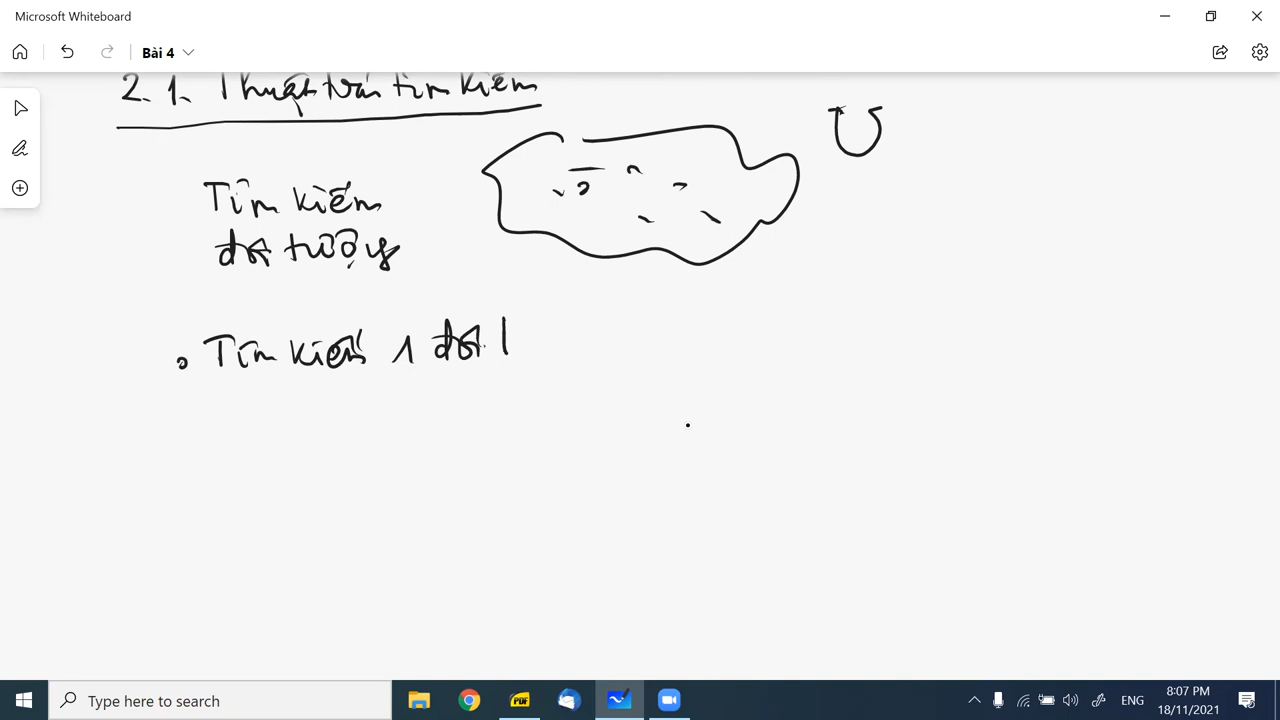 Microsoft Whiteboard
Bài 4
2.1. Thuật toán tìm kiếm
Tìm kiếm
đối tượng
Tìm kiếm 1 đối
Type here to search
PDF
ENG
8:07 PM
18/11/2021